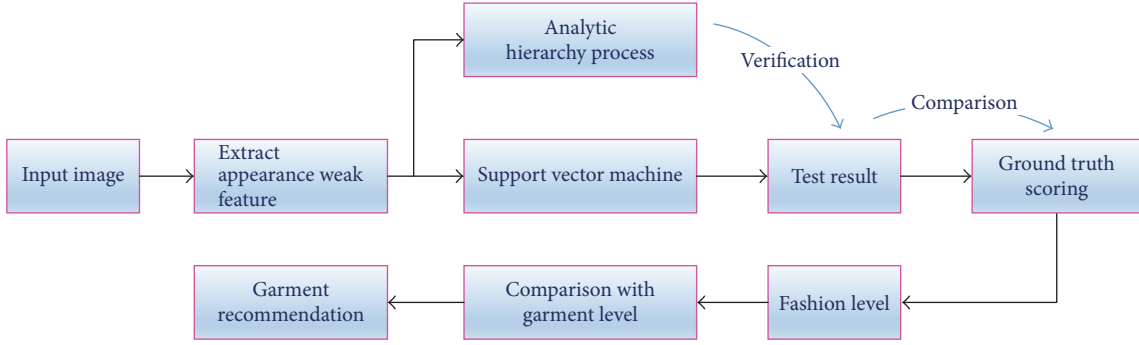 Analytic
hierarchy process
Verification
Comparison
Input image
Extract
appearance weak
feature
Support vector machine
Test result
Ground truth
scoring
Garment
recommendation
Comparison with
garment level
Fashion level